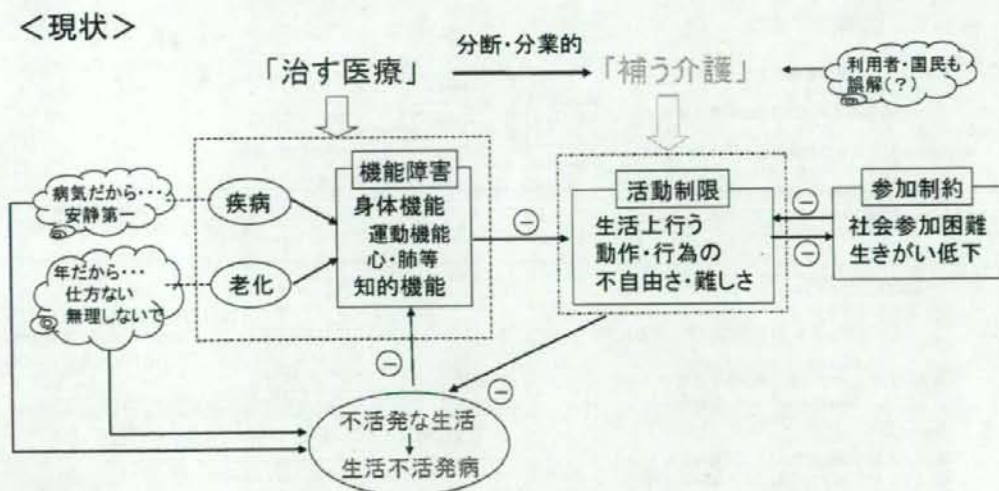 <現状>
分断・分業的
「治す医療」
「補う介護」
利用者・国民も
誤解(?)
病気だから・・・
安静第一
年だから・・・
仕方ない
無理しないで
疾病
老化
機能障害
身体機能
運動機能
心・肺等
知的機能
⊖
活動制限
生活上行う
動作・行為の
不自由さ・難しさ
⊖
⊖
参加制約
社会参加困難
生きがい低下
⊖
⊖
不活発な生活
生活不活発病